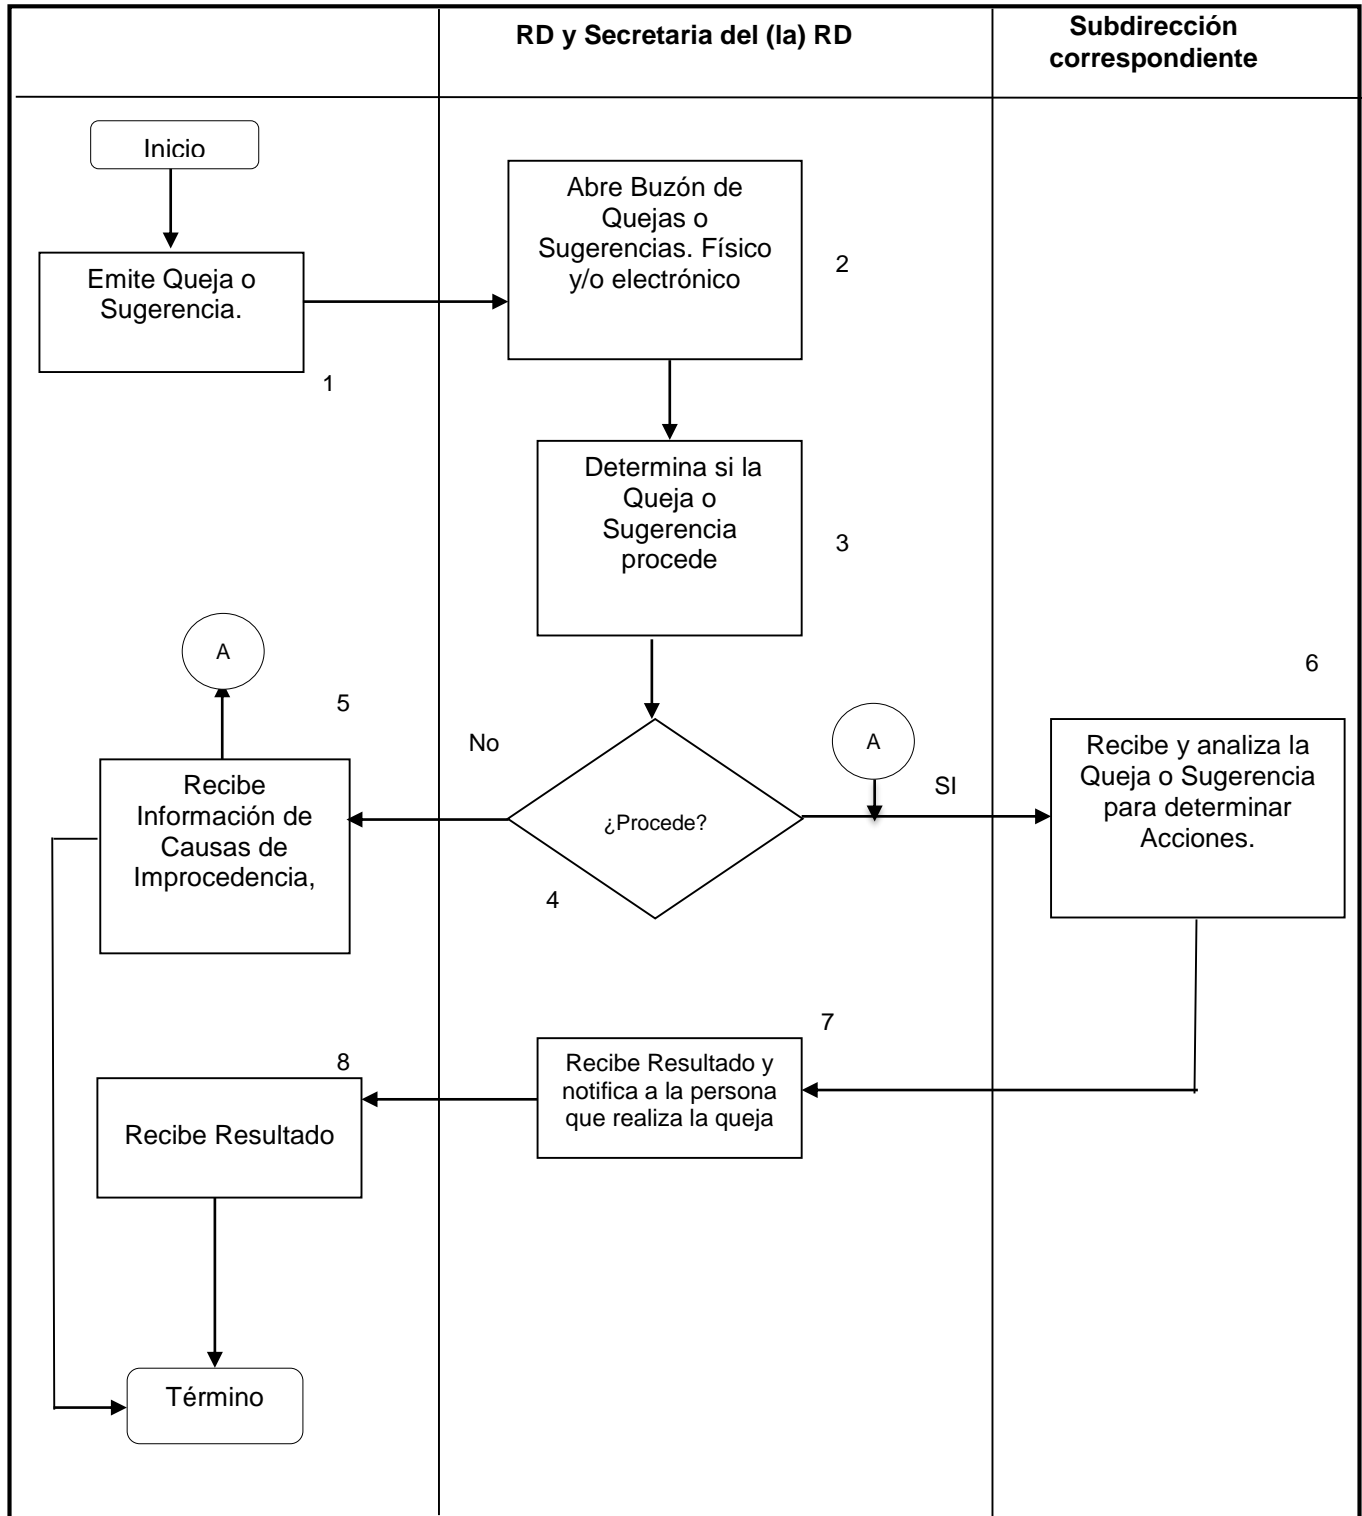 RD y Secretaria del (la) RD
Subdirección
correspondiente
Inicio
Emite Queja o
Sugerencia.
1
Abre Buzón de
Quejas o
Sugerencias. Físico
y/o electrónico
2
Determina si la
Queja o
Sugerencia
procede
3
A
5
No
¿Procede?
4
A
SI
6
Recibe
Información de
Causas de
Improcedencia,
Recibe y analiza la
Queja o Sugerencia
para determinar
Acciones.
7
Recibe Resultado y
notifica a la persona
que realiza la queja
8
Recibe Resultado
Término